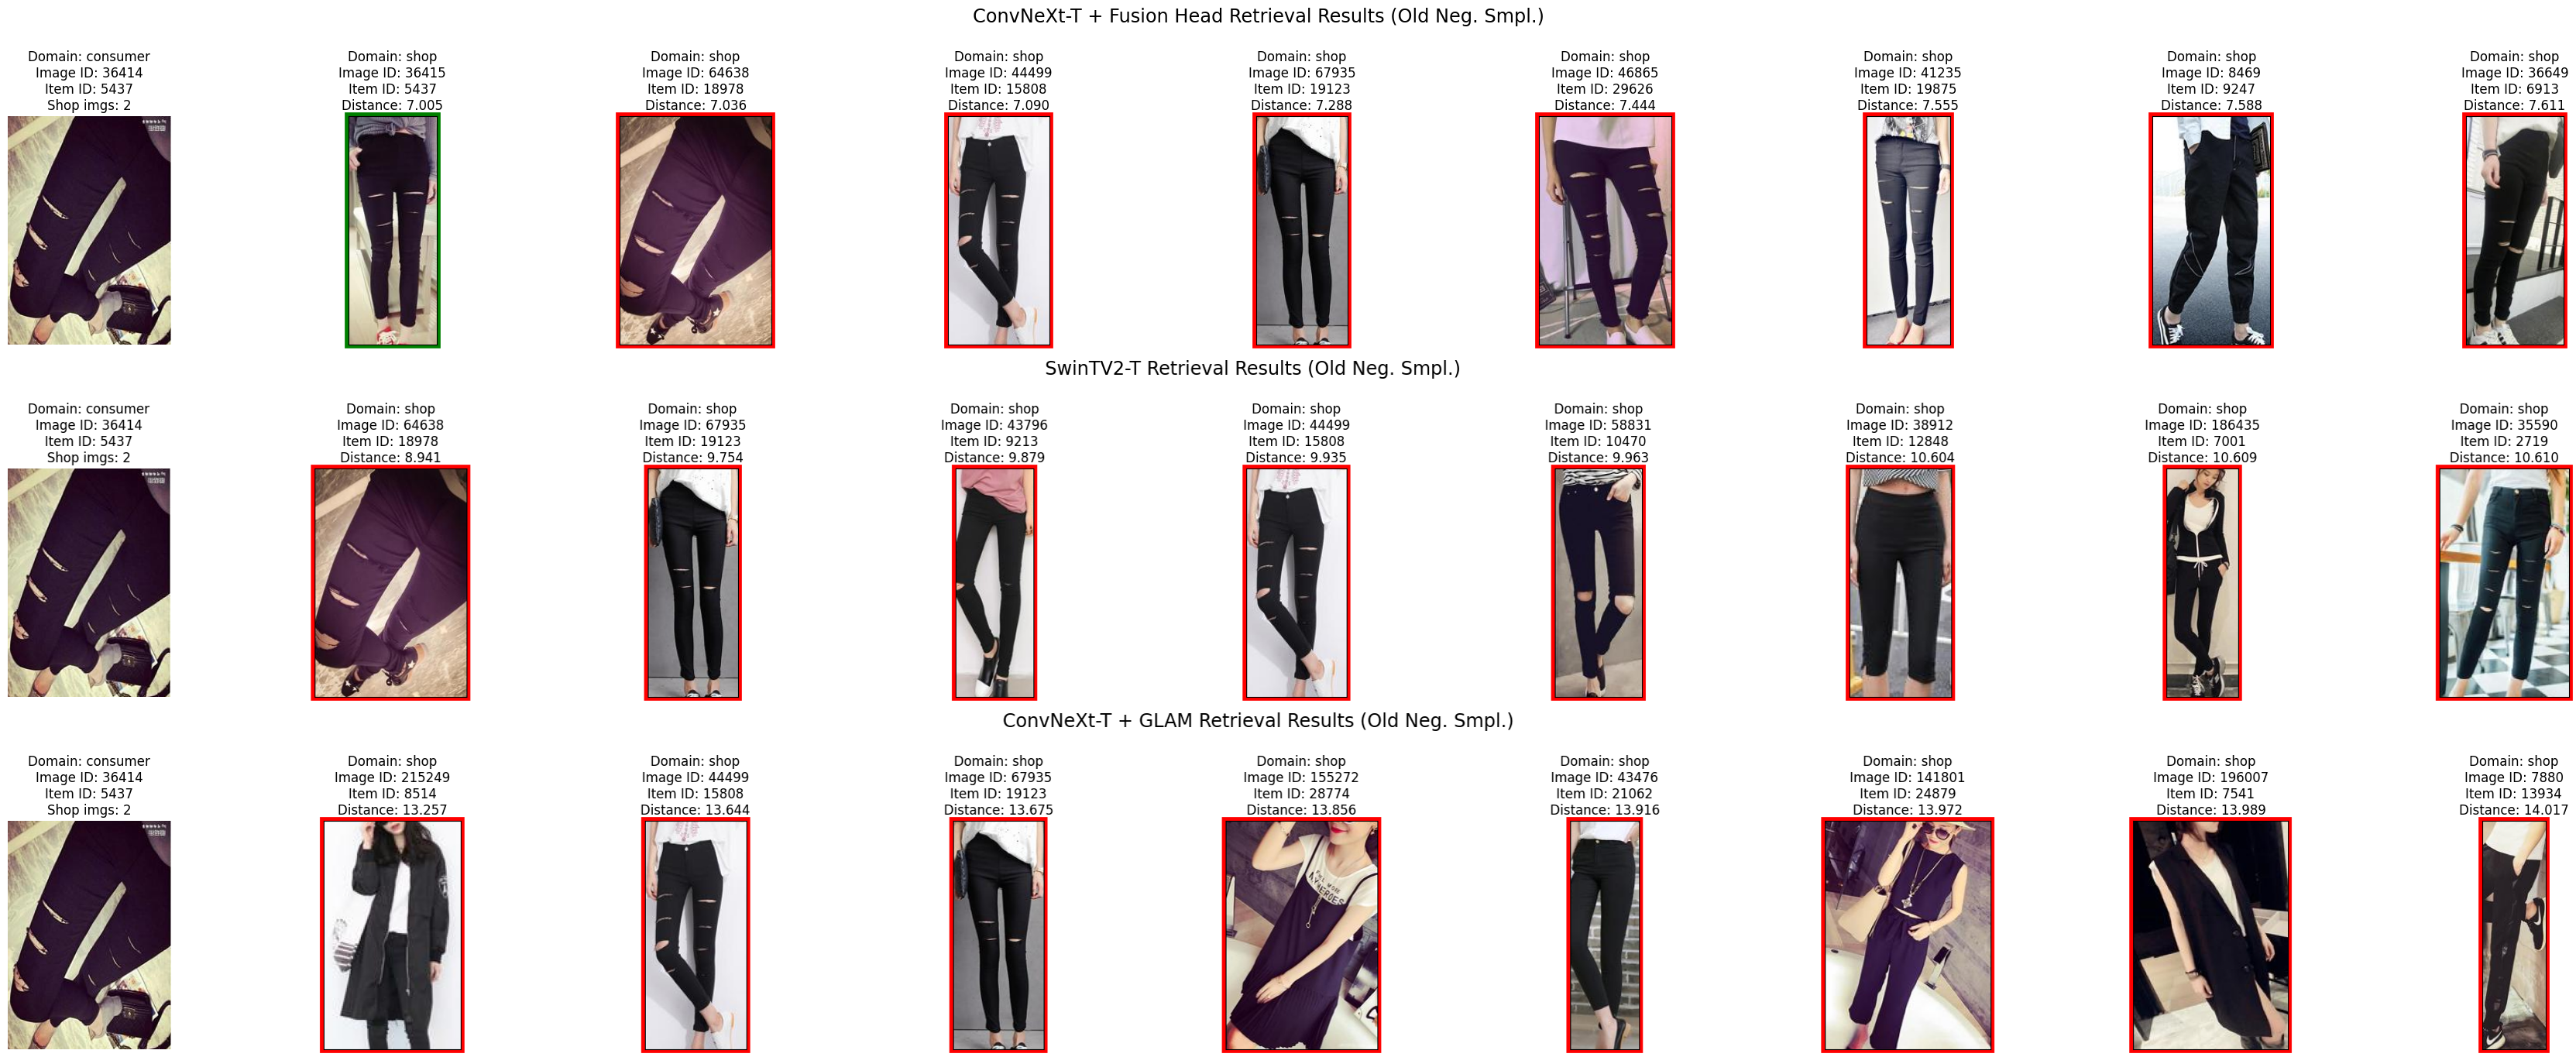 ConvNeXt-T + Fusion Head Retrieval Results (Old Neg. Smpl.)
Domain: consumer
Image ID: 36414
Item ID: 5437
Shop imgs: 2
Domain: shop
Image ID: 36415
Item ID: 5437
Distance: 7.005
Domain: shop
Image ID: 64638
Item ID: 18978
Distance: 7.036
Domain: shop
Image ID: 44499
Item ID: 15808
Distance: 7.090
Domain: shop
Image ID: 67935
Item ID: 19123
Distance: 7.288
Domain: shop
Image ID: 46865
Item ID: 29626
Distance: 7.444
Domain: shop
Image ID: 41235
Item ID: 19875
Distance: 7.555
Domain: shop
Image ID: 8469
Item ID: 9247
Distance: 7.588
Domain: shop
Image ID: 36649
Item ID: 6913
Distance: 7.611
SwinTV2-T Retrieval Results (Old Neg. Smpl.)
Domain: consumer
Image ID: 36414
Item ID: 5437
Shop imgs: 2
Domain: shop
Image ID: 64638
Item ID: 18978
Distance: 8.941
Domain: shop
Image ID: 67935
Item ID: 19123
Distance: 9.754
Domain: shop
Image ID: 43796
Item ID: 9213
Distance: 9.879
Domain: shop
Image ID: 44499
Item ID: 15808
Distance: 9.935
Domain: shop
Image ID: 58831
Item ID: 10470
Distance: 9.963
Domain: shop
Image ID: 38912
Item ID: 12848
Distance: 10.604
Domain: shop
Image ID: 186435
Item ID: 7001
Distance: 10.609
Domain: shop
Image ID: 35590
Item ID: 2719
Distance: 10.610
ConvNeXt-T + GLAM Retrieval Results (Old Neg. Smpl.)
Domain: consumer
Image ID: 36414
Item ID: 5437
Shop imgs: 2
Domain: shop
Image ID: 215249
Item ID: 8514
Distance: 13.257
Domain: shop
Image ID: 44499
Item ID: 15808
Distance: 13.644
Domain: shop
Image ID: 67935
Item ID: 19123
Distance: 13.675
Domain: shop
Image ID: 155272
Item ID: 28774
Distance: 13.856
Domain: shop
Image ID: 43476
Item ID: 21062
Distance: 13.916
Domain: shop
Image ID: 141801
Item ID: 24879
Distance: 13.972
Domain: shop
Image ID: 196007
Item ID: 7541
Distance: 13.989
Domain: shop
Image ID: 7880
Item ID: 13934
Distance: 14.017